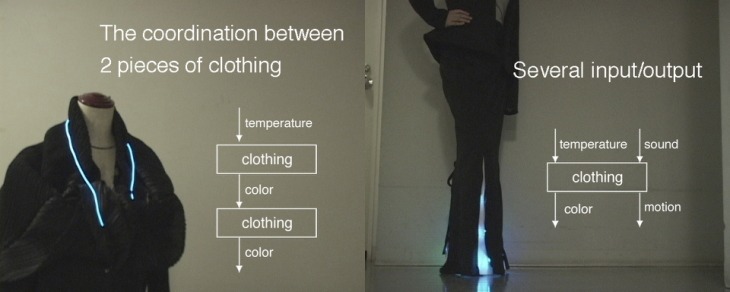 The coordination between
2 pieces of clothing
temperature
clothing
color
clothing
color
Several input/output
temperature
sound
clothing
color
motion